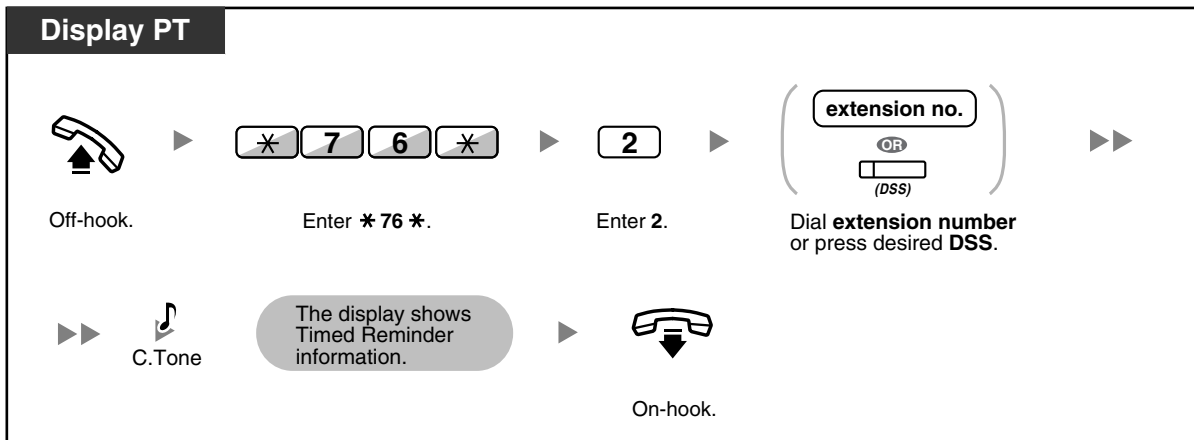 Display PT
✳ 7 6 ✳
2
extension no.
OR
(DSS)
Off-hook.
Enter ✳ 76 ✳.
Enter 2.
Dial extension number
or press desired DSS.
C.Tone
The display shows
Timed Reminder
information.
On-hook.